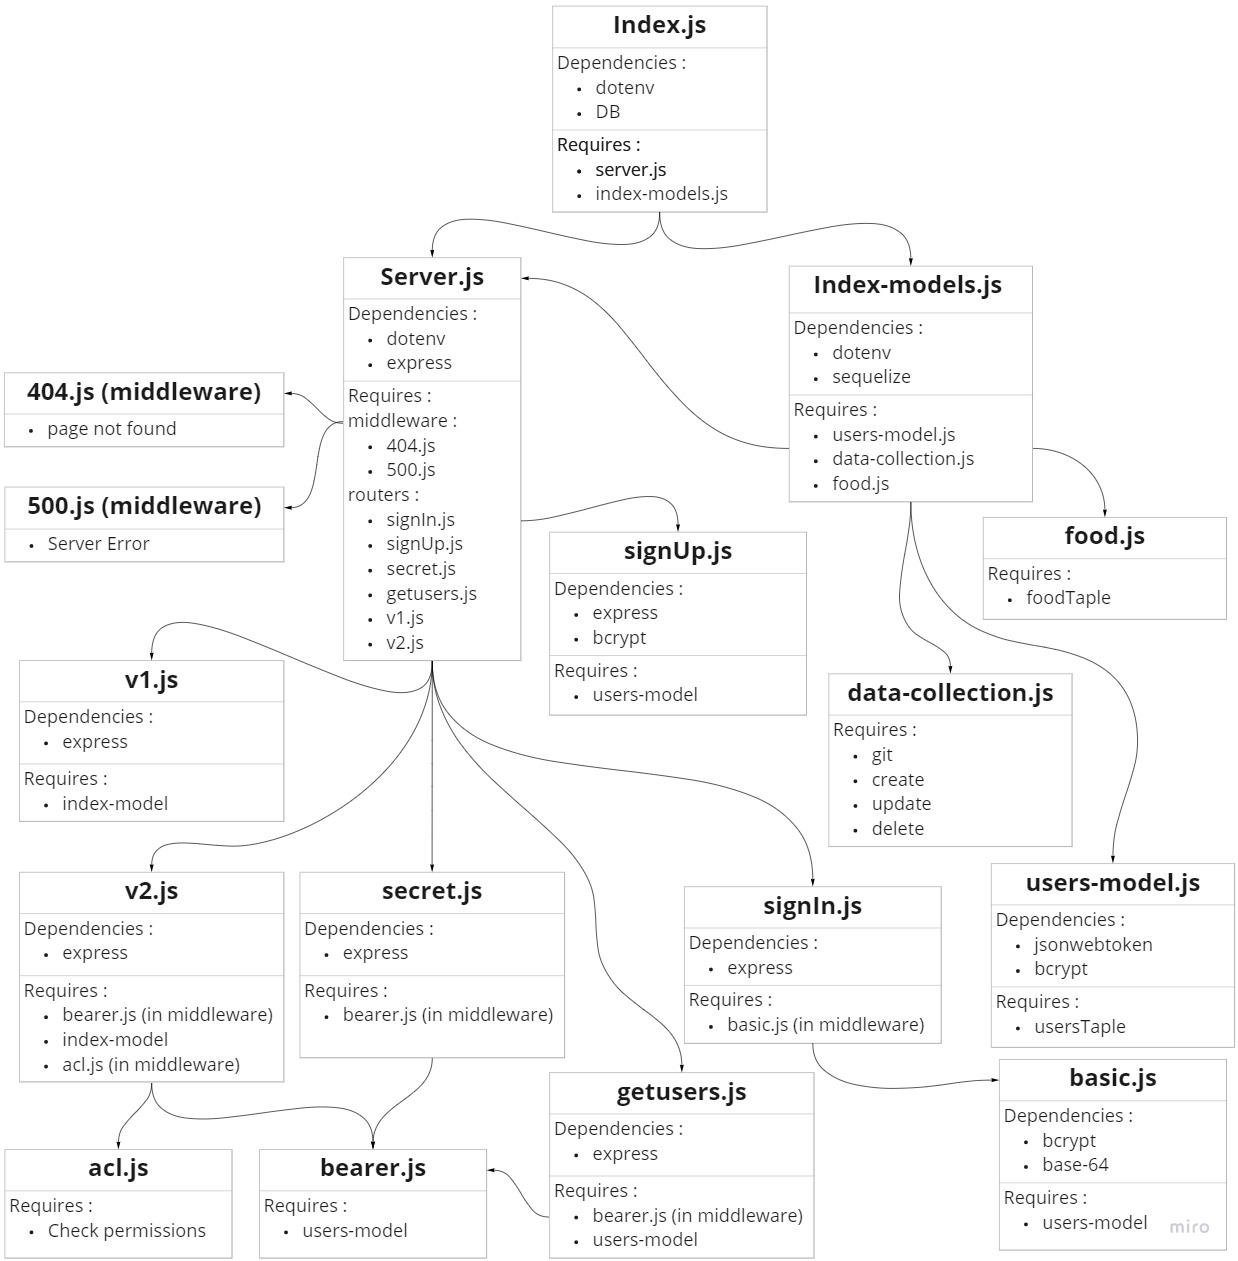 Index.js
Dependencies :
dotenv
DB
Requires :
server.js
index-models.js
Server.js
Dependencies :
dotenv
express
Requires :
middleware :
404.js
500.js
routers :
signIn.js
signUp.js
secret.js
getusers.js
v1.js
v2.js
Index-models.js
Dependencies :
dotenv
sequelize
Requires :
users-model.js
data-collection.js
food.js
404.js (middleware)
page not found
500.js (middleware)
Server Error
signUp.js
Dependencies :
express
bcrypt
Requires :
users-model
food.js
Requires :
foodTaple
v1.js
Dependencies :
express
Requires :
index-model
data-collection.js
Requires :
git
create
update
delete
v2.js
Dependencies :
express
Requires :
bearer.js (in middleware)
index-model
acl.js (in middleware)
secret.js
Dependencies :
express
Requires :
bearer.js (in middleware)
signIn.js
Dependencies :
express
Requires :
basic.js (in middleware)
users-model.js
Dependencies :
jsonwebtoken
bcrypt
Requires :
usersTaple
getusers.js
Dependencies :
express
Requires :
bearer.js (in middleware)
users-model
basic.js
Dependencies :
bcrypt
base-64
Requires :
users-model
acl.js
Requires :
Check permissions
bearer.js
Requires :
users-model
miro